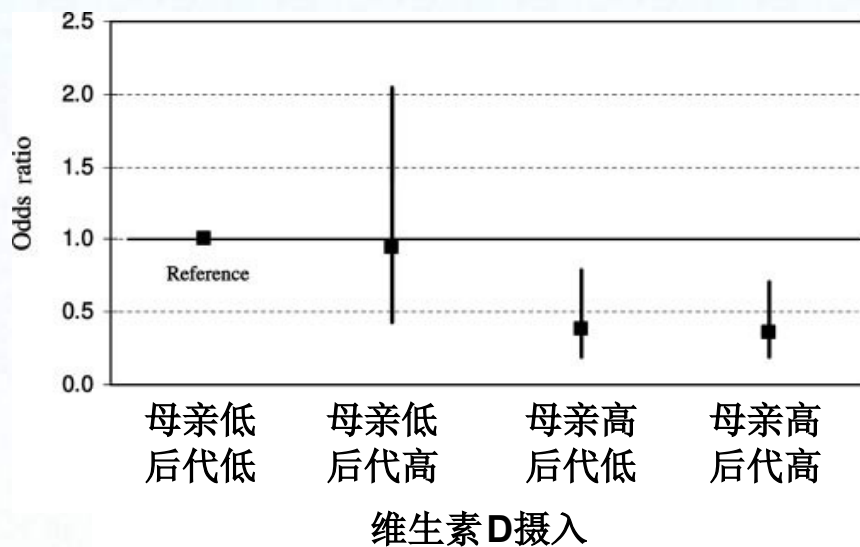 2.5
2.0
1.5
1.0
0.5
0.0
Odds ratio
Reference
母亲低 母亲低 母亲高 母亲高
后代低 后代高 后代低 后代高
维生素D摄入